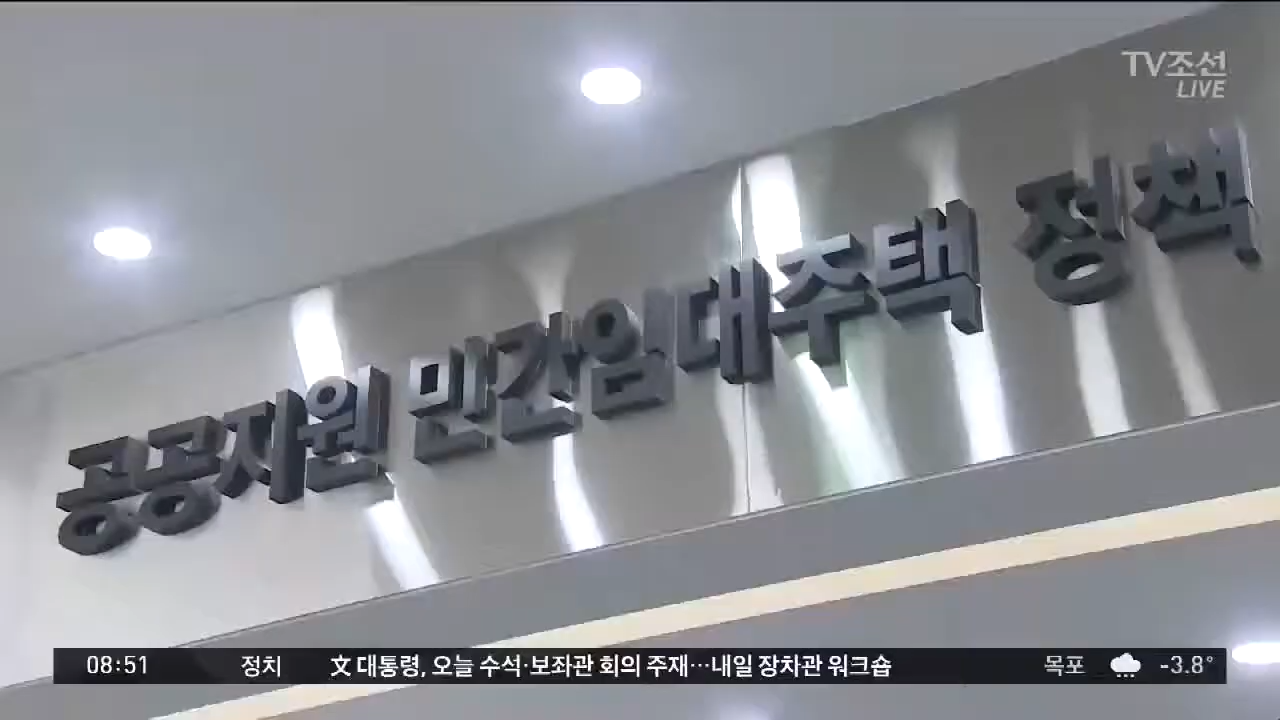 TV조선
LIVE
공공지원 민간임대주택 정책
08:51 정치 文 대통령, 오늘 수석·보좌관 회의 주재…내일 장차관 워크숍 목포 -3.8°